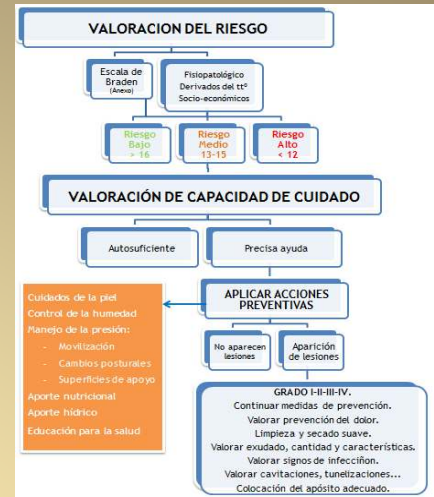 VALORACION DEL RIESGO
Escala de
Braden
(Anexo)
Fisiopatológico
Derivados del ttº
Socio-económicos
Riesgo
Bajo
> 16
Riesgo
Medio
13-15
Riesgo
Alto
< 12
VALORACIÓN DE CAPACIDAD DE CUIDADO
Autosuficiente
Precisa ayuda
APLICAR ACCIONES
PREVENTIVAS
Cuidados de la piel
Control de la humedad
Manejo de la presión:
- Movilización
- Cambios posturales
- Superficies de apoyo
Aporte nutricional
Aporte hídrico
Educación para la salud
No aparecen
lesiones
Aparición
de lesiones
GRADO I-II-III-IV.
Continuar medidas de prevención.
Valorar prevención del dolor.
Limpieza y secado suave.
Valorar exudado, cantidad y características.
Valorar signos de infecciñon.
Valorar cavitaciones, tunelizaciones...
Colocación del apósito adecuado.